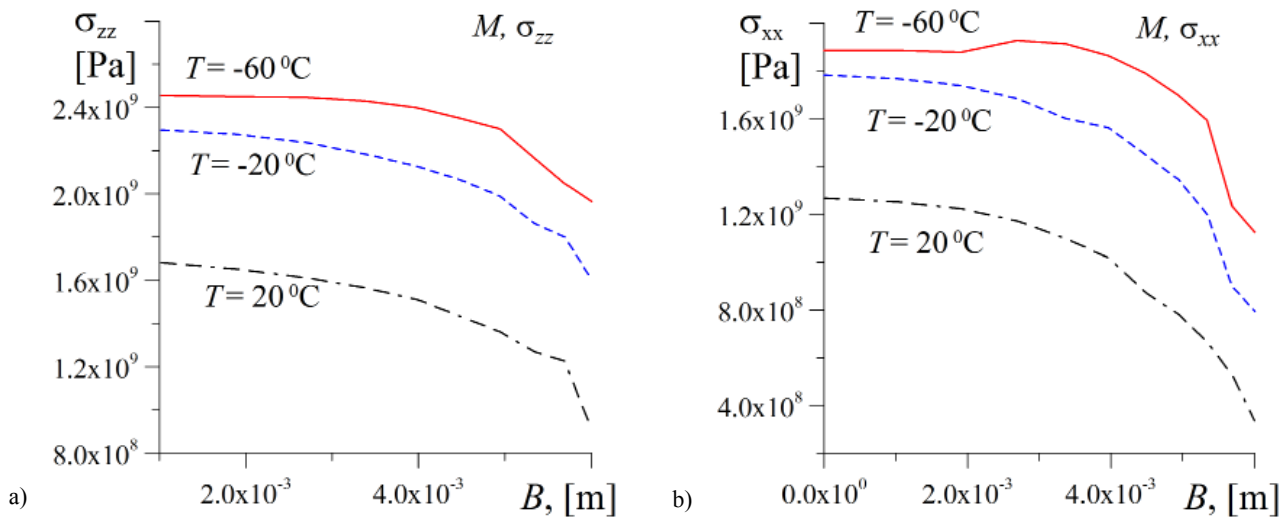 σzz
[Pa]
M, σzz
T = -60 ⁰C
2.4x10⁹
T = -20 ⁰C
2.0x10⁹
1.6x10⁹
T = 20 ⁰C
1.2x10⁹
8.0x10⁸
a)
2.0x10⁻³
4.0x10⁻³
B, [m]
σxx
[Pa]
T = -60 ⁰C
M, σxx
1.6x10⁹
T = -20 ⁰C
1.2x10⁹
T = 20 ⁰C
8.0x10⁸
4.0x10⁸
b)
0.0x10⁰
2.0x10⁻³
4.0x10⁻³
B, [m]